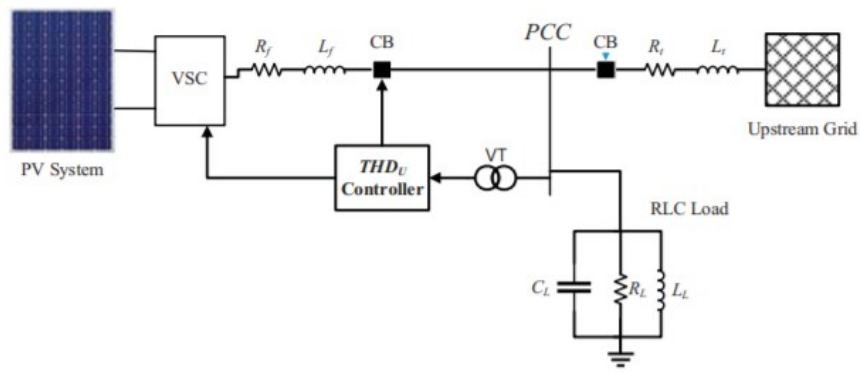 R_f
L_f
CB
PCC
CB
R_t
L_t
VSC
Upstream Grid
PV System
THD_U
Controller
VT
RLC Load
C_L
R_L
L_L